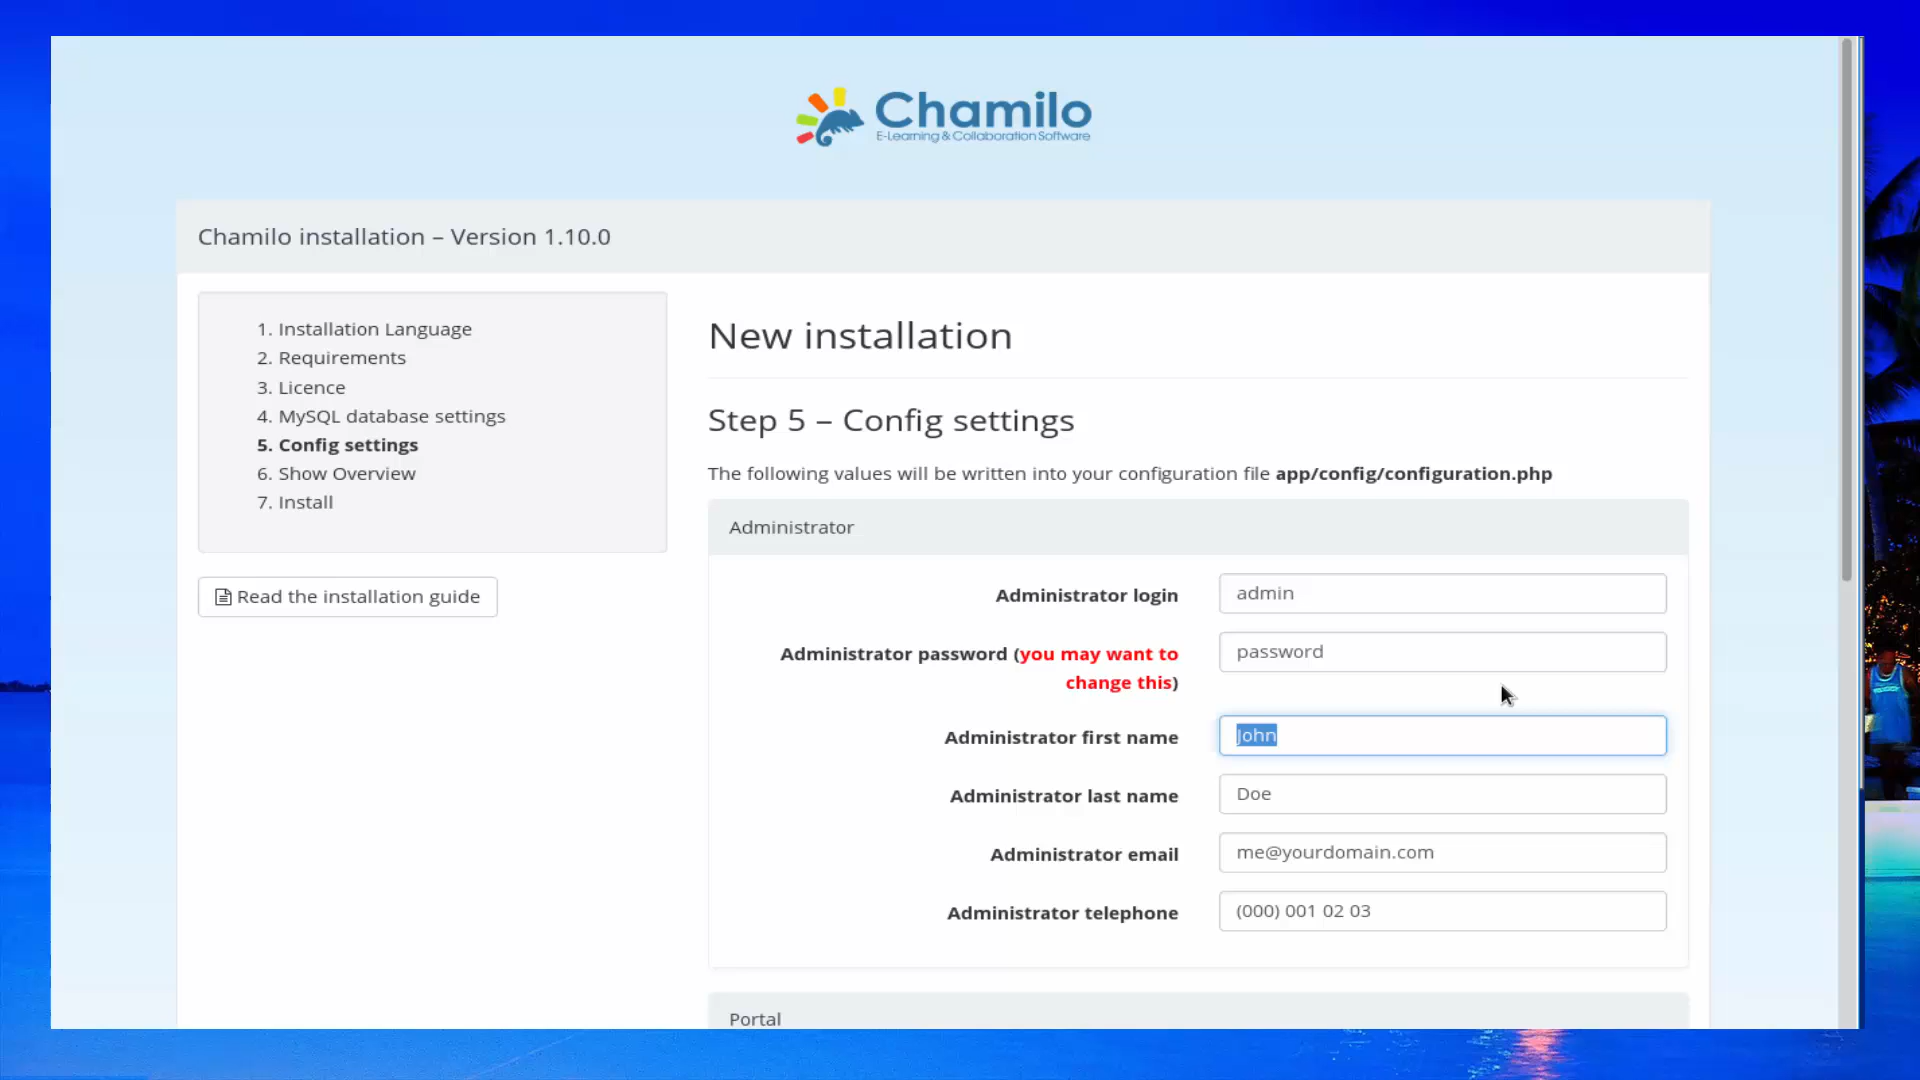 Chamilo
E-Learning & Collaboration Software
Chamilo installation – Version 1.10.0
1. Installation Language
2. Requirements
3. Licence
4. MySQL database settings
5. Config settings
6. Show Overview
7. Install
Read the installation guide
New installation
Step 5 – Config settings
The following values will be written into your configuration file app/config/configuration.php
Administrator
Administrator login
admin
Administrator password (you may want to
change this)
password
Administrator first name
John
Administrator last name
Doe
Administrator email
me@yourdomain.com
Administrator telephone
(000) 001 02 03
Portal